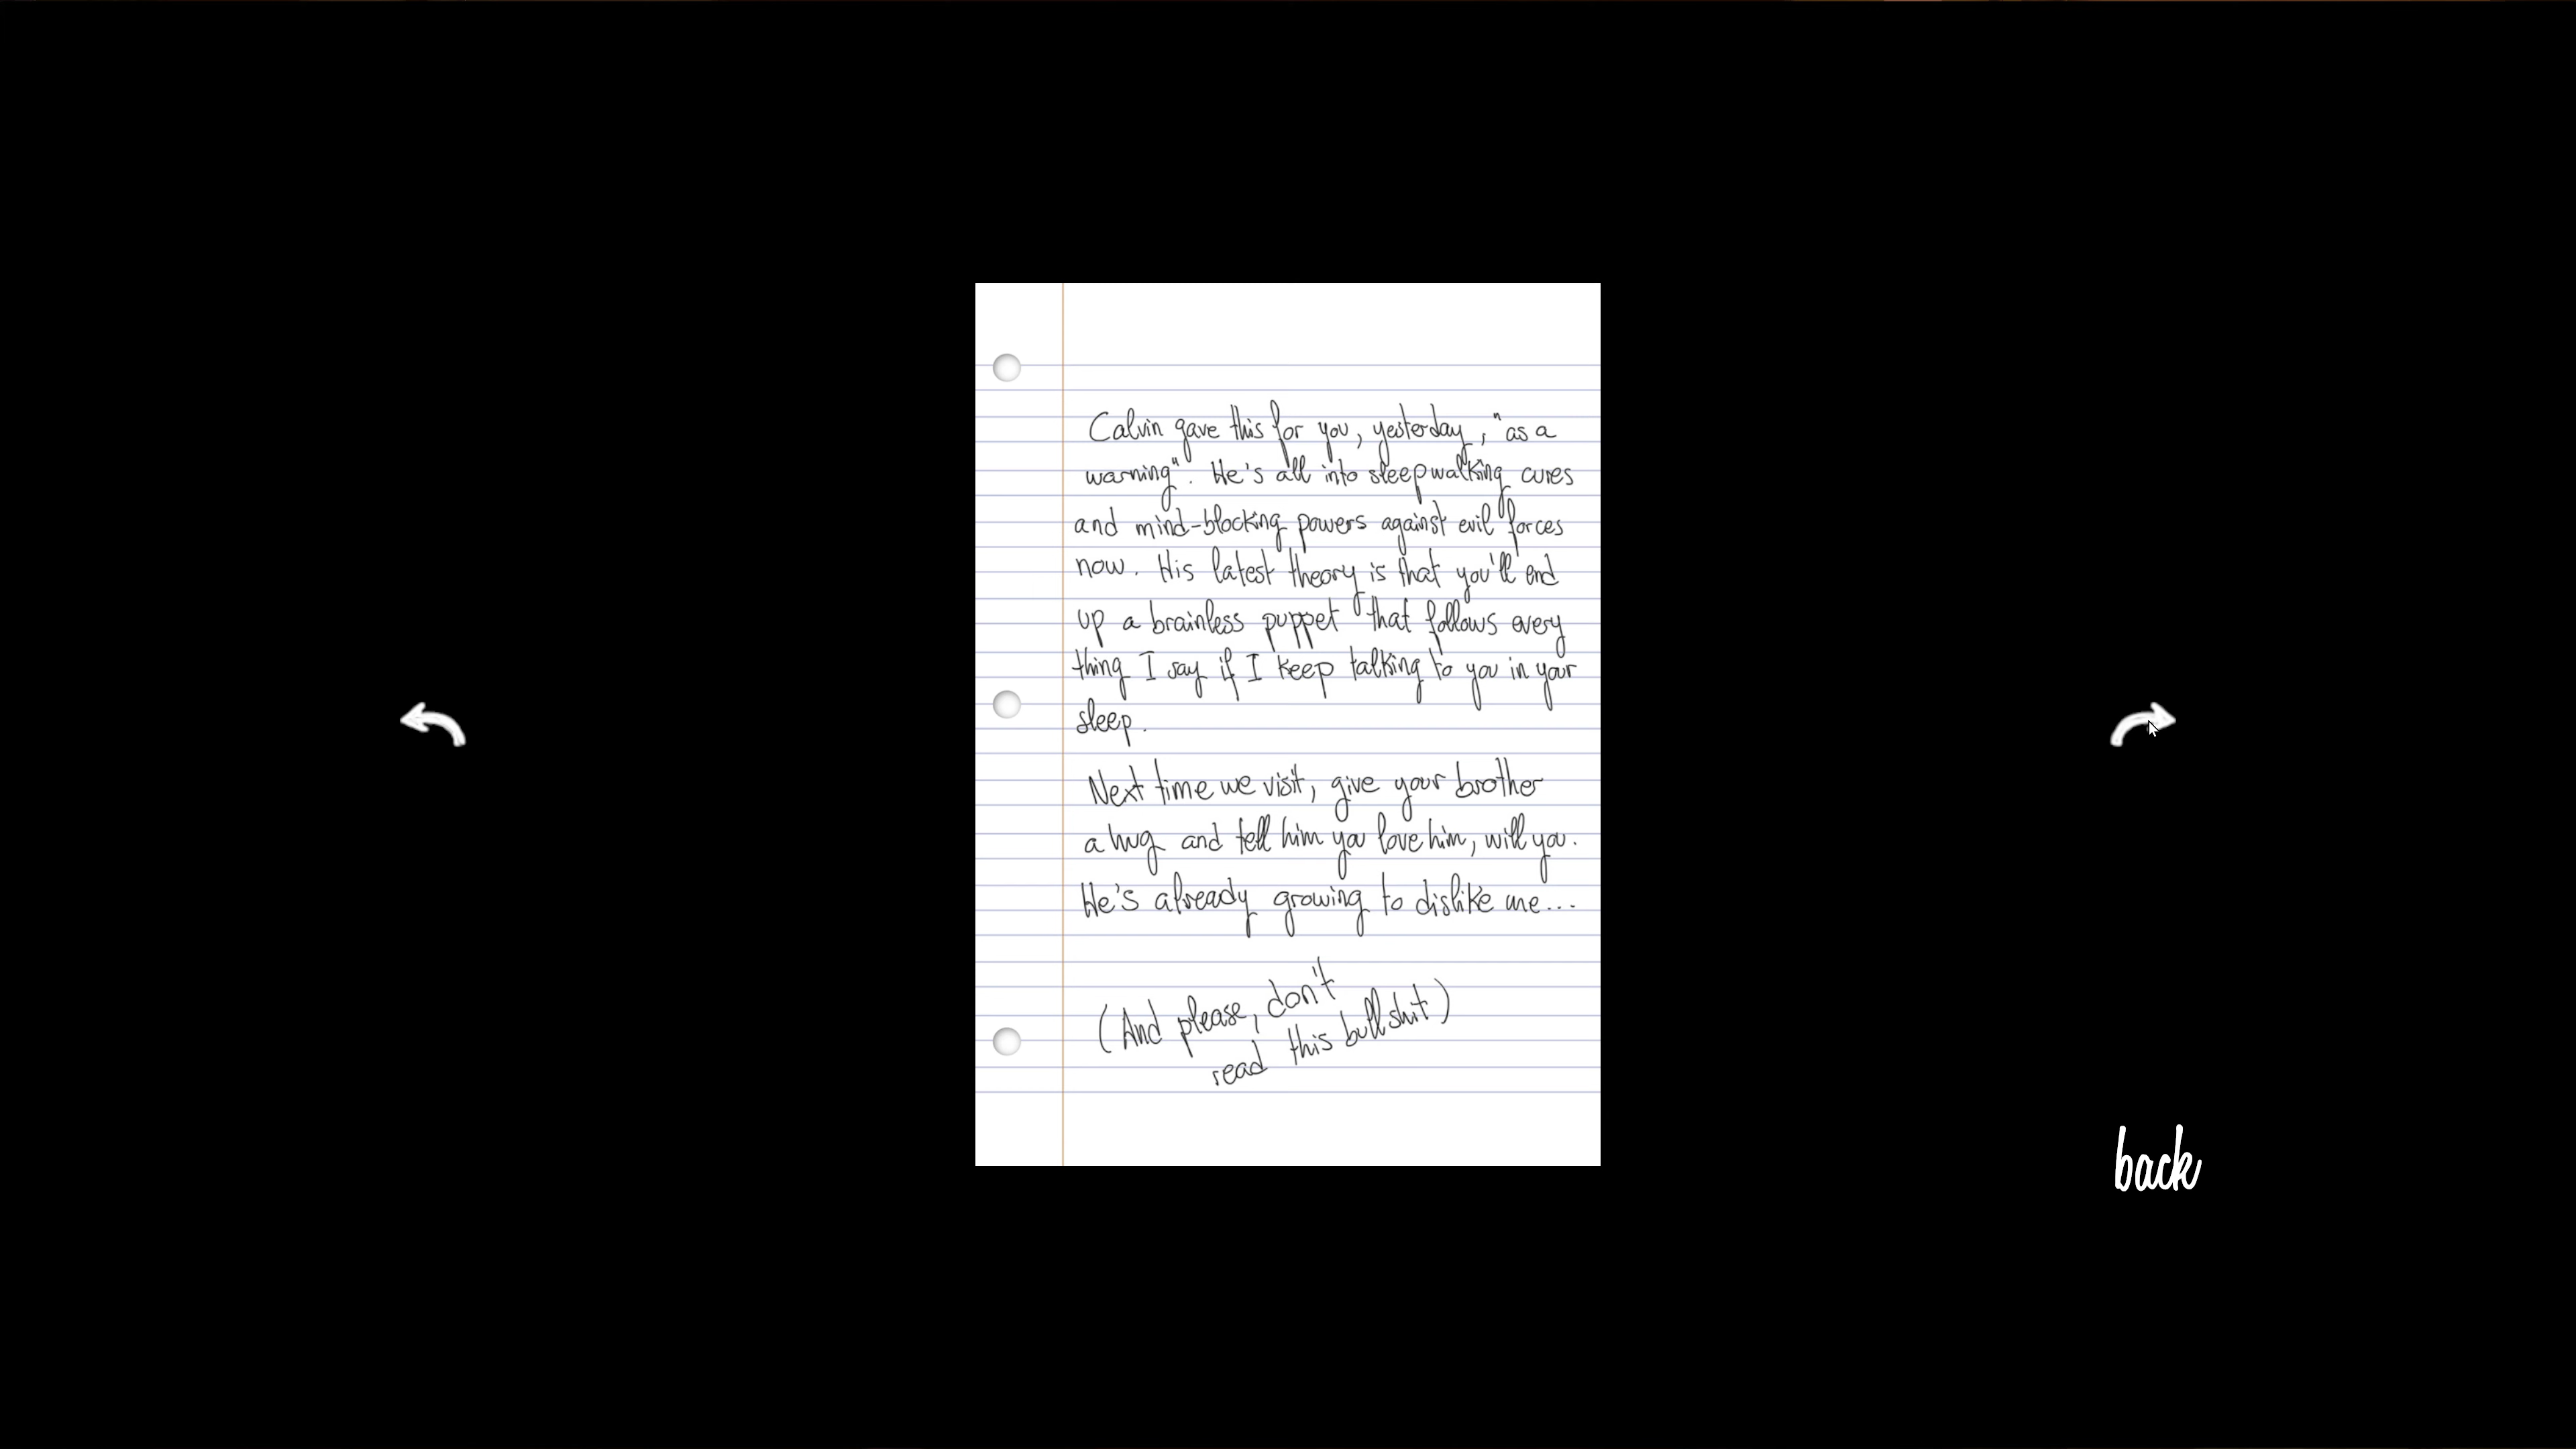 Calvin gave this for you, yesterday, "as a
warning". He's all into sleepwalking cures
and mind-blocking powers against evil forces
now. His latest theory is that you'll end
up a brainless puppet that follows every
thing I say if I keep talking to you in your
sleep.
Next time we visit, give your brother
a hug and tell him you love him, will you.
He's already growing to dislike me...
(And please, don't
read this bullshit)
back